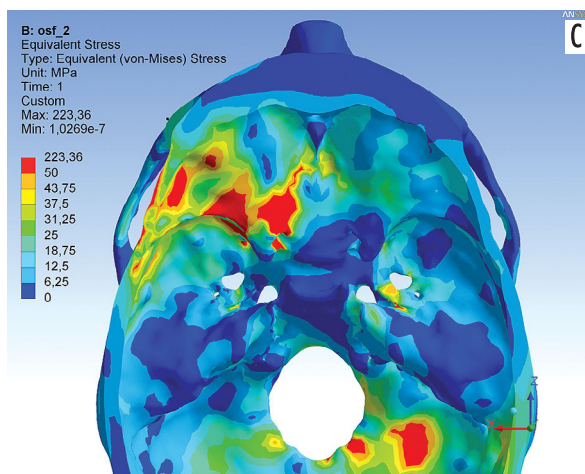 B: osf_2
Equivalent Stress
Type: Equivalent (von-Mises) Stress
Unit: MPa
Time: 1
Custom
Max: 223,36
Min: 1,0269e-7
223,36
50
43,75
37,5
31,25
25
18,75
12,5
6,25
0
C